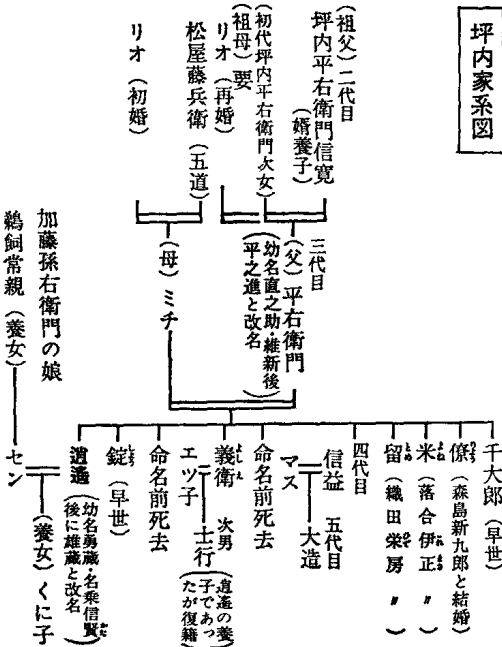 坪内家系図
(祖父)二代目
坪内平右衛門信寛
(婿養子)
(初代坪内平右衛門次女)
(祖母)要
リオ(再婚)
松屋藤兵衛(五道)
リオ(初婚)
三代目
(父)平右衛門
(幼名直之助・維新後
平之進と改名)
(母)ミチ
千大郎(早世)
僚(森島新九郎と結婚)
米(落合伊正〃)
留(織田栄房〃)
四代目
信益
マス
五代目
大造
命名前死去
義衛
エツ子
次男
士行(逍遙の養
子であっ
たが復籍)
命名前死去
錠(早世)
逍遙(幼名勇蔵・名乗信賢
後に雄蔵と改名)
セン
(養女)くに子
加藤孫右衛門の娘
鵜飼常親(養女)